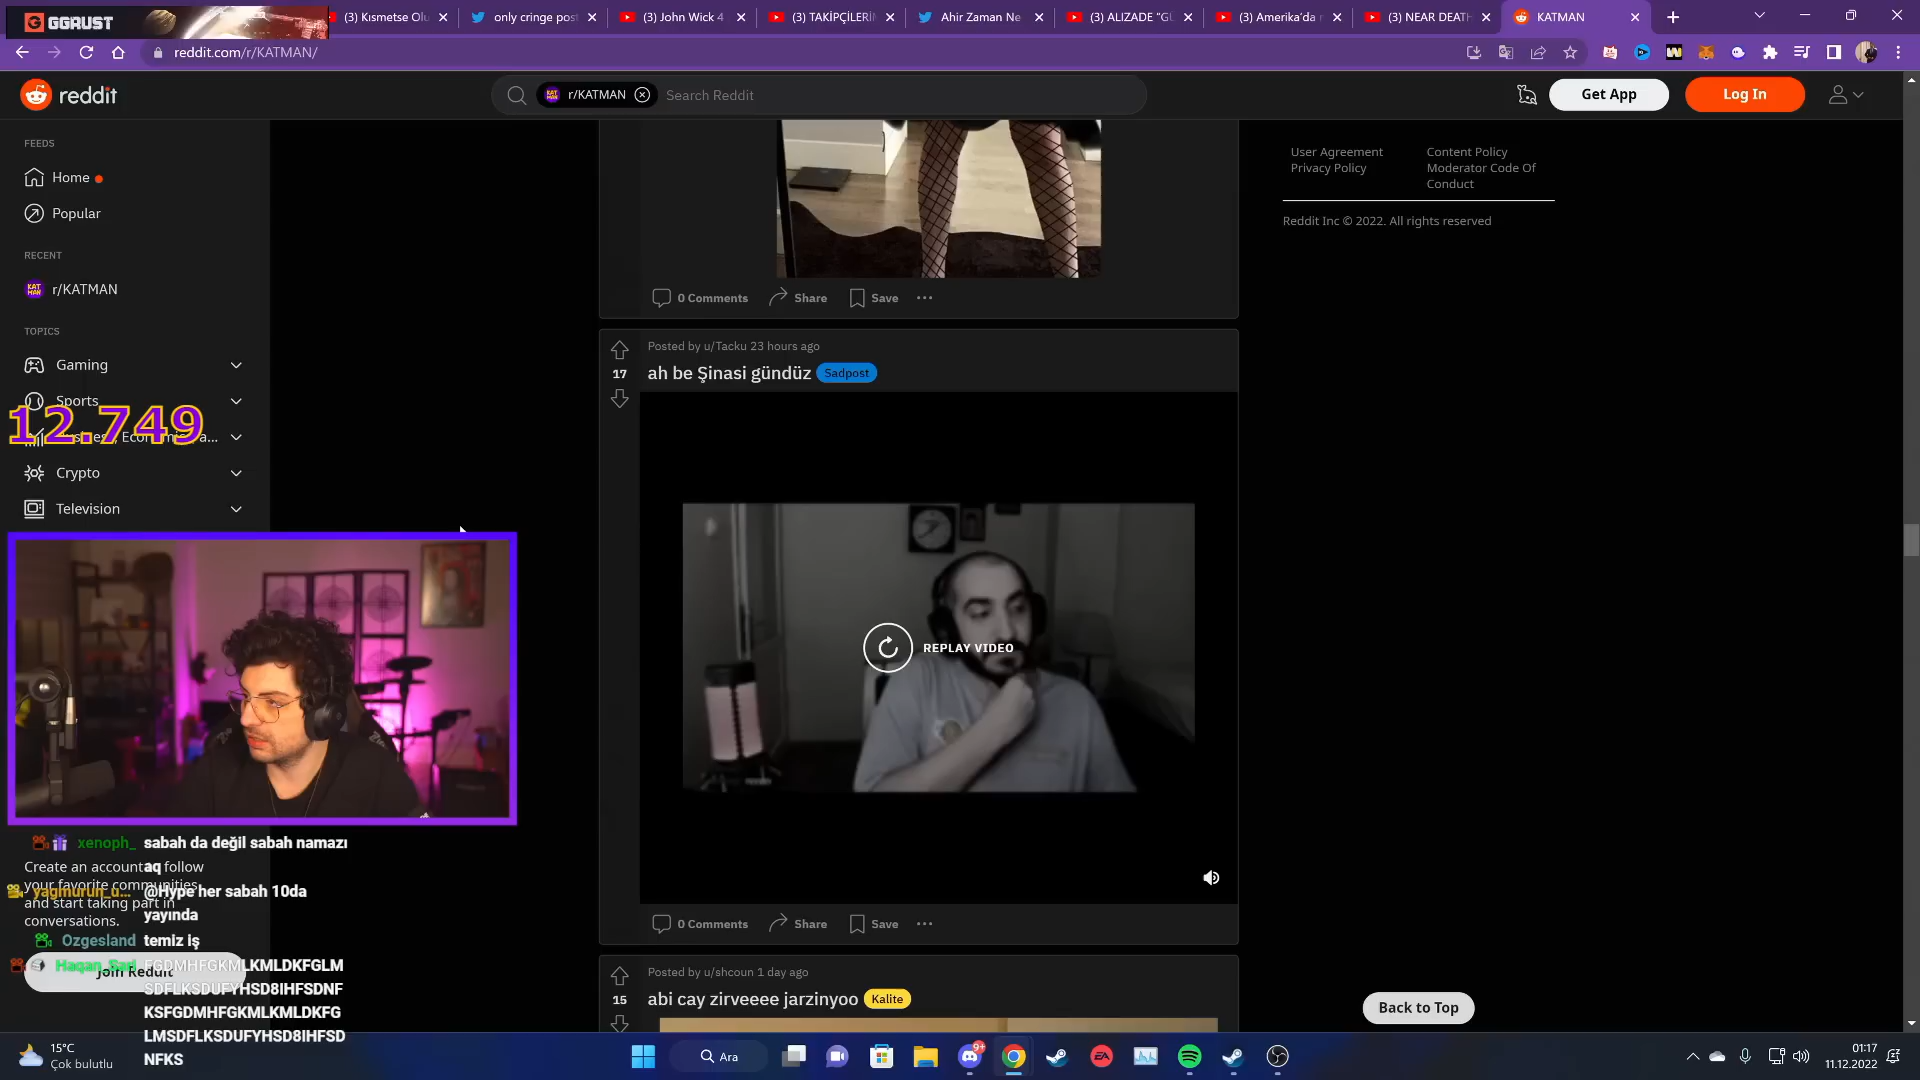 GGRUST
(3) Kısmetse Olu
only cringe post
(3) John Wick 4
(3) TAKİPÇİLERİ
Ahir Zaman Ne
(3) ALIZADE "GÜ
(3) Amerika'da
(3) NEAR DEATH
KATMAN
reddit.com/r/KATMAN/
reddit
r/KATMAN
Search Reddit
Get App
Log In
FEEDS
Home
Popular
RECENT
r/KATMAN
TOPICS
Gaming
Sports
12.749
Crypto
Television
User Agreement
Privacy Policy
Content Policy
Moderator Code Of
Conduct
Reddit Inc © 2022. All rights reserved
0 Comments Share Save
Posted by u/Tacku 23 hours ago
17
ah be Şinasi gündüz Sadpost
REPLAY VIDEO
0 Comments Share Save
Posted by u/shcoun 1 day ago
15
abi cay zirveeee jarzinyoo Kalite
xenoph_ sabah da değil sabah namazı
aq
@Hype her sabah 10da
yayında
Ozgesland temiz iş
Haqan_Sari FGDMHFGKMLKMLDKFGLM
SDFLKSDUFYHSD8IHFSDNF
KSFGDMHFGKMLKMLDKFG
LMSDFLKSDUFYHSD8IHFSD
NFKS
Create an account follow
your favorite communities
and start taking part in
conversations.
Join Reddit
Back to Top
15°C
Çok bulutlu
Ara
9+
01:17
11.12.2022